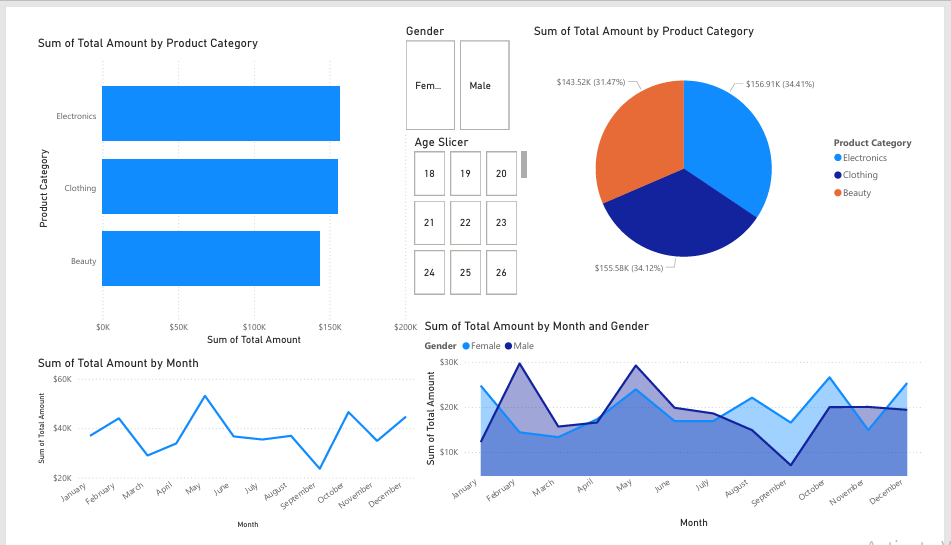 Sum of Total Amount by Product Category
Product Category
Electronics
Clothing
Beauty
$0K
$50K
$100K
$150K
$200K
Sum of Total Amount
Gender
Fem...
Male
Age Slicer
18
19
20
21
22
23
24
25
26
Sum of Total Amount by Product Category
$143.52K (31.47%)
$156.91K (34.41%)
$155.58K (34.12%)
Product Category
Electronics
Clothing
Beauty
Sum of Total Amount by Month
Sum of Total Amount
$60K
$40K
$20K
January
February
March
April
May
June
July
August
September
October
November
December
Month
Sum of Total Amount by Month and Gender
Gender Female Male
Sum of Total Amount
$30K
$20K
$10K
January
February
March
April
May
June
July
August
September
October
November
December
Month